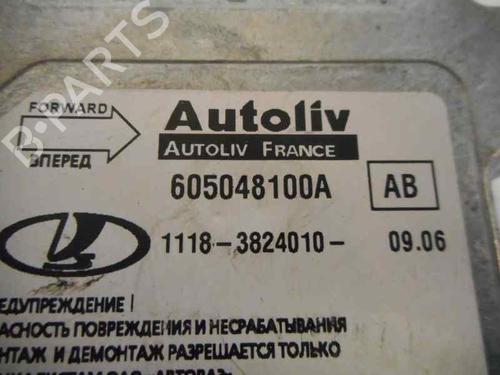 FORWARD
ВПЕРЕД
Autoliv
AUTOLIV FRANCE
605048100A
AB
1118-3824010-
09.06
ЕДУПРЕЖДЕНИЕ
АСНОСТЬ ПОВРЕЖДЕНИЯ И НЕСРАБАТЫВАНИЯ
НТАЖ И ДЕМОНТАЖ РАЗРЕШАЕТСЯ ТОЛЬКО
B-PARTS